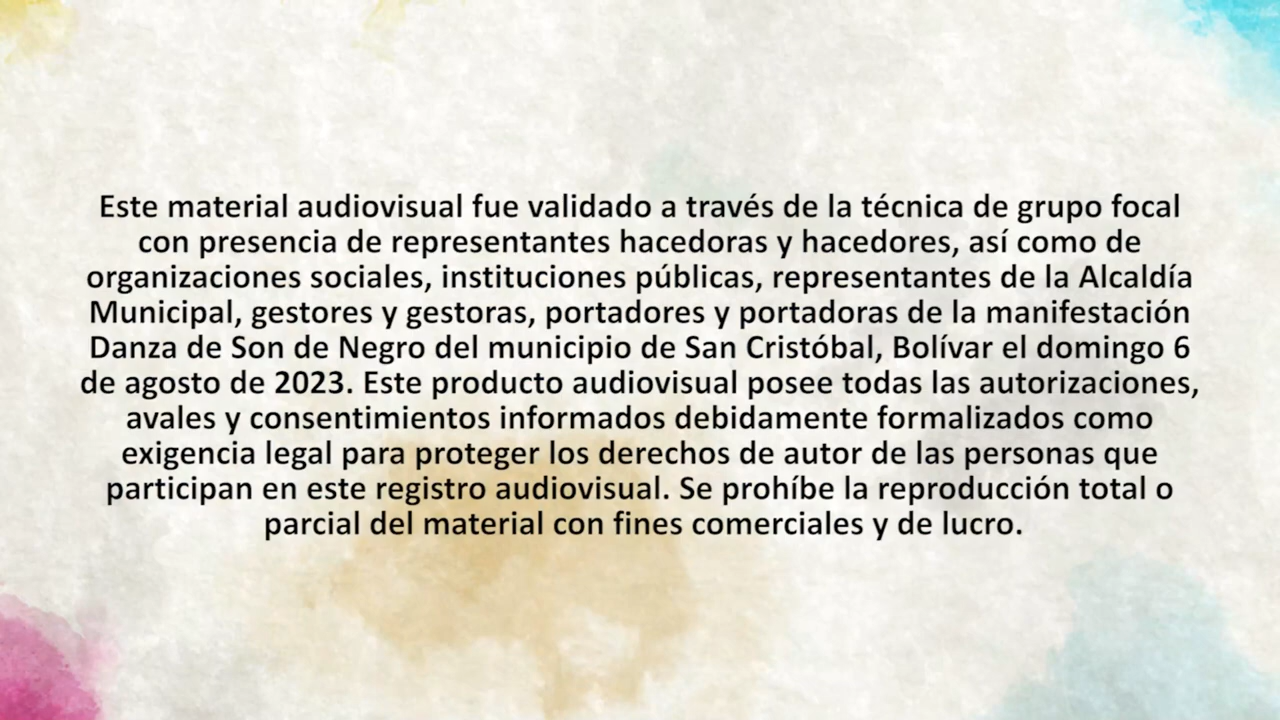 Este material audiovisual fue validado a través de la técnica de grupo focal
con presencia de representantes hacedoras y hacedores, así como de
organizaciones sociales, instituciones públicas, representantes de la Alcaldía
Municipal, gestores y gestoras, portadores y portadoras de la manifestación
Danza de Son de Negro del municipio de San Cristóbal, Bolívar el domingo 6
de agosto de 2023. Este producto audiovisual posee todas las autorizaciones,
avales y consentimientos informados debidamente formalizados como
exigencia legal para proteger los derechos de autor de las personas que
participan en este registro audiovisual. Se prohíbe la reproducción total o
parcial del material con fines comerciales y de lucro.